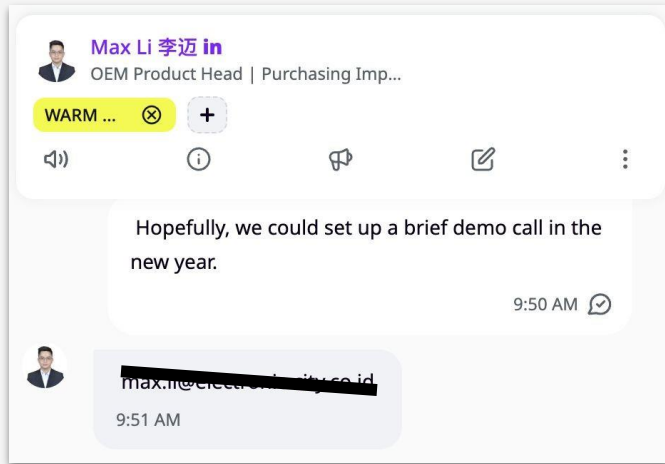 Max Li 李迈 in
OEM Product Head | Purchasing Imp...
WARM ...
Hopefully, we could set up a brief demo call in the
new year.
9:50 AM
9:51 AM